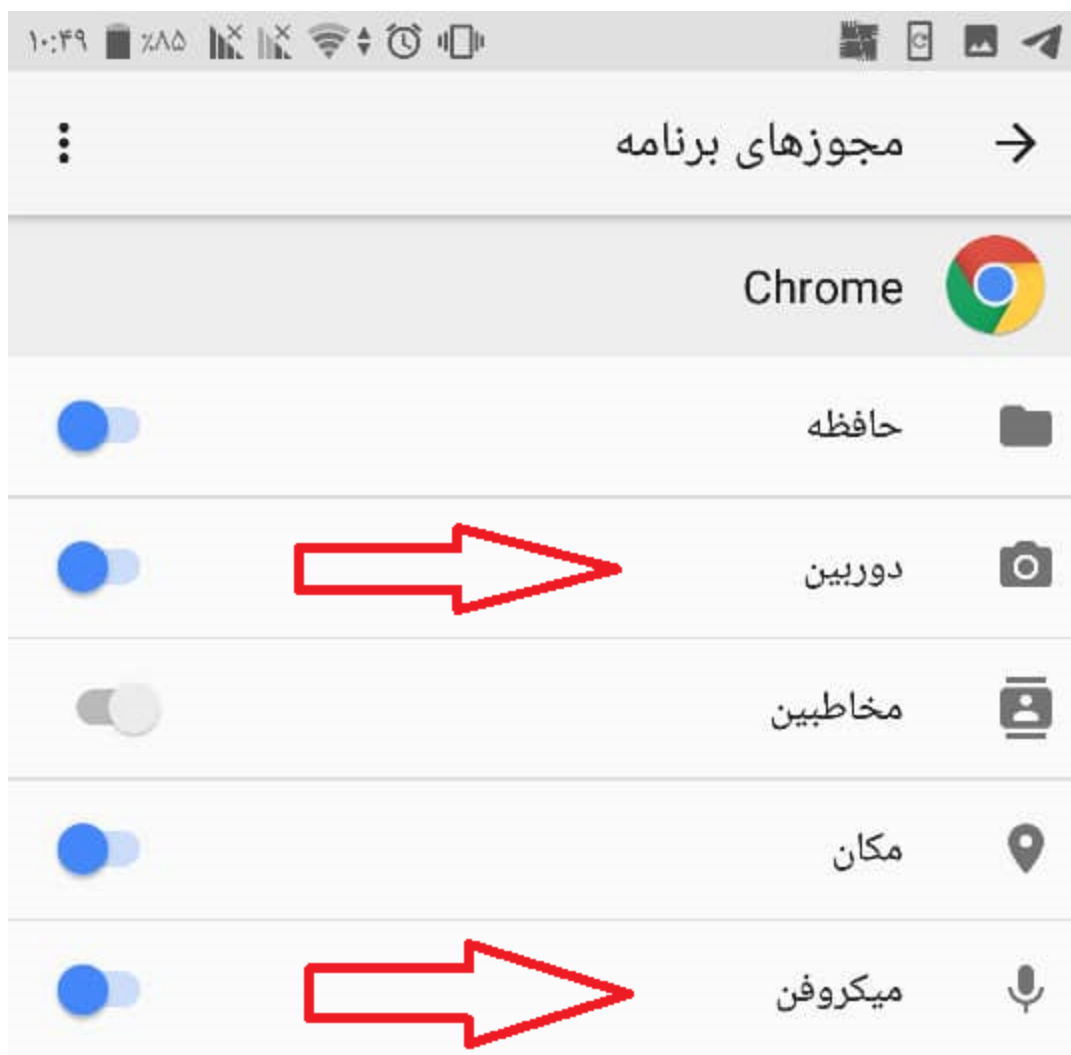 ۱۰:۴۹ ٪۸۵
مجوزهای برنامه
Chrome
حافظه
دوربین
مخاطبین
مکان
میکروفن